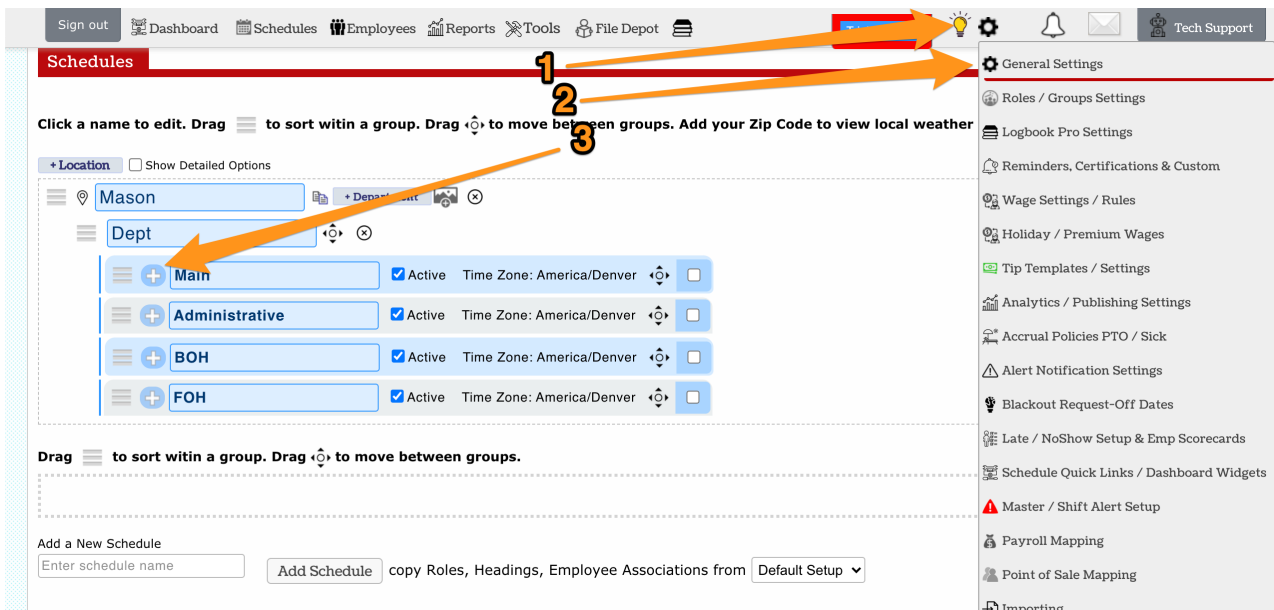 Sign out Dashboard Schedules Employees Reports Tools File Depot Tech Support
Schedules
1
2
3
Click a name to edit. Drag to sort witin a group. Drag to move between groups. Add your Zip Code to view local weather
+ Location Show Detailed Options
Mason + Department
Dept
Main Active Time Zone: America/Denver
Administrative Active Time Zone: America/Denver
BOH Active Time Zone: America/Denver
FOH Active Time Zone: America/Denver
Drag to sort witin a group. Drag to move between groups.
Add a New Schedule
Enter schedule name Add Schedule copy Roles, Headings, Employee Associations from Default Setup
General Settings
Roles / Groups Settings
Logbook Pro Settings
Reminders, Certifications & Custom
Wage Settings / Rules
Holiday / Premium Wages
Tip Templates / Settings
Analytics / Publishing Settings
Accrual Policies PTO / Sick
Alert Notification Settings
Blackout Request-Off Dates
Late / NoShow Setup & Emp Scorecards
Schedule Quick Links / Dashboard Widgets
Master / Shift Alert Setup
Payroll Mapping
Point of Sale Mapping
Importing